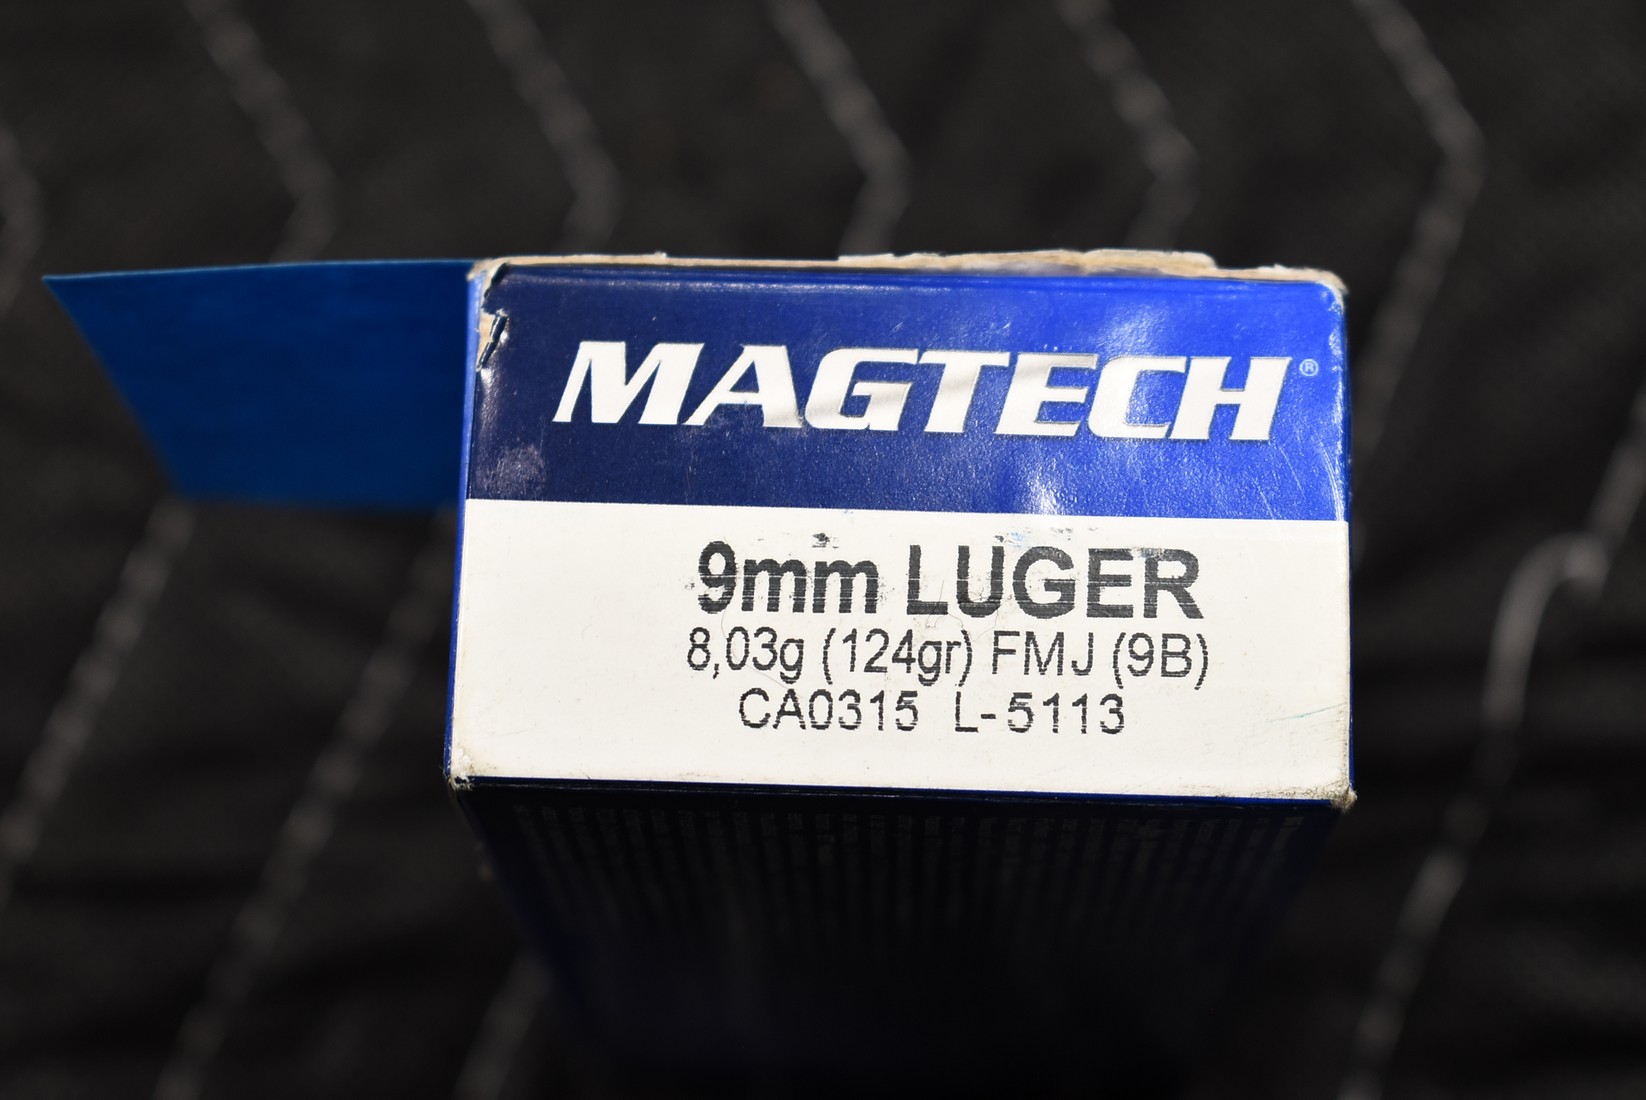 MAGTECH®
9mm LUGER
8,03g (124gr) FMJ (9B)
CA0315 L-5113